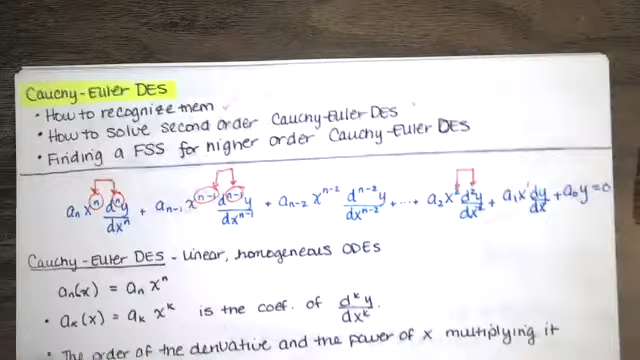 Cauchy-Euler DES
• How to recognize them
• How to solve second order Cauchy-Euler DES
• Finding a FSS for higher order Cauchy-Euler DES
aₙxⁿ dⁿy/dxⁿ + aₙ₋₁xⁿ⁻¹ dⁿ⁻¹y/dxⁿ⁻¹ + aₙ₋₂xⁿ⁻² dⁿ⁻²y/dxⁿ⁻² + ... + a₂x² d²y/dx² + a₁x¹ dy/dx + a₀y = 0
Cauchy-Euler DES - Linear, homogeneous ODES
aₙ(x) = aₙ xⁿ
• aₖ(x) = aₖ xᵏ is the coef. of dᵏy/dxᵏ.
• The order of the derivative and the power of x multiplying it